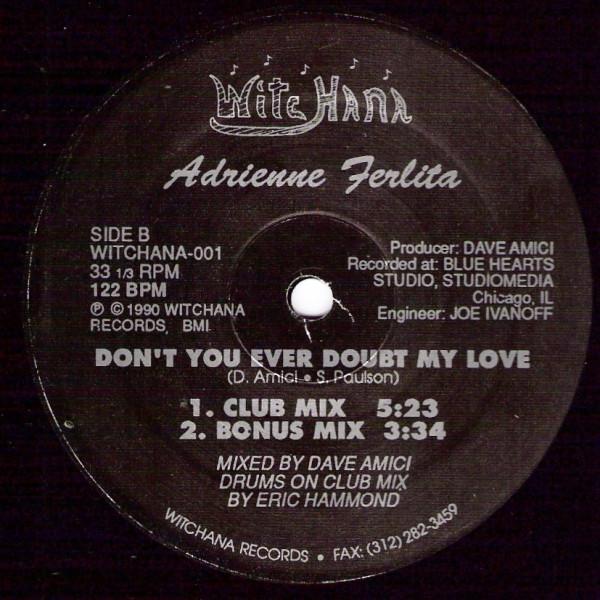 WitcHana
Adrienne Ferlita
SIDE B
WITCHANA-001
33 1/3 RPM
122 BPM
℗ © 1990 WITCHANA
RECORDS, BMI
Producer: DAVE AMICI
Recorded at: BLUE HEARTS
STUDIO, STUDIOMEDIA
Chicago, IL
Engineer: JOE IVANOFF
DON'T YOU EVER DOUBT MY LOVE
(D. Amici • S. Paulson)
1. CLUB MIX 5:23
2. BONUS MIX 3:34
MIXED BY DAVE AMICI
DRUMS ON CLUB MIX
BY ERIC HAMMOND
WITCHANA RECORDS • FAX: (312) 282-3459